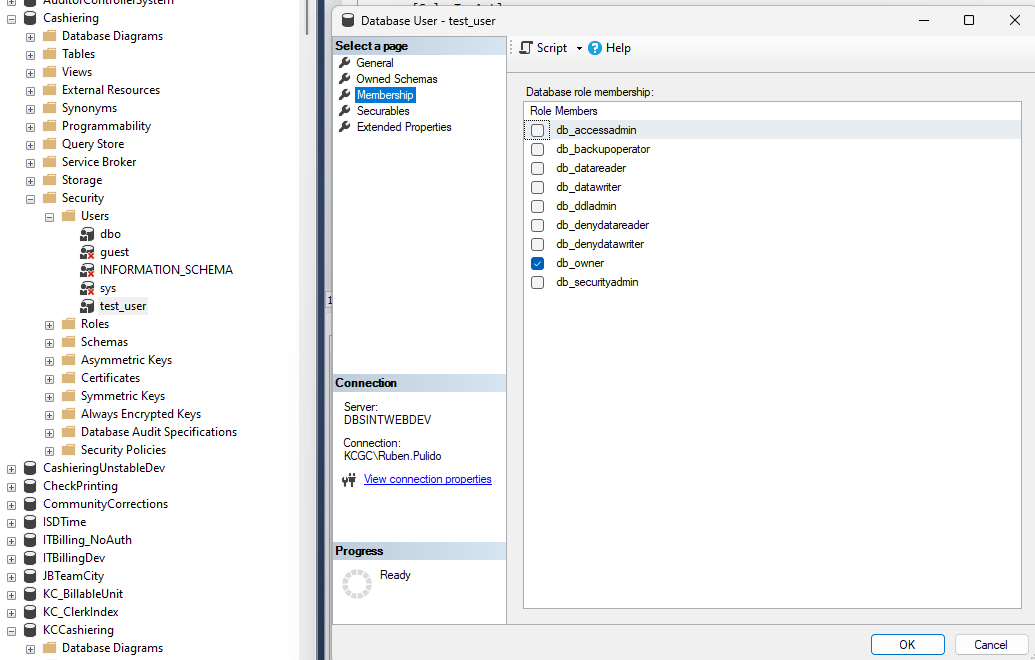 AuditorControllerSystem
Cashiering
Database Diagrams
Tables
Views
External Resources
Synonyms
Programmability
Query Store
Service Broker
Storage
Security
Users
dbo
guest
INFORMATION_SCHEMA
sys
test_user
Roles
Schemas
Asymmetric Keys
Certificates
Symmetric Keys
Always Encrypted Keys
Database Audit Specifications
Security Policies
CashieringUnstableDev
CheckPrinting
CommunityCorrections
ISDTime
ITBilling_NoAuth
ITBillingDev
JBTeamCity
KC_BillableUnit
KC_ClerkIndex
KCCashiering
Database Diagrams
1
Database User - test_user
Select a page
General
Owned Schemas
Membership
Securables
Extended Properties
Connection
Server:
DBSINTWEBDEV
Connection:
KCGC\Ruben.Pulido
View connection properties
Progress
Ready
Script
Help
Database role membership:
Role Members
db_accessadmin
db_backupoperator
db_datareader
db_datawriter
db_ddladmin
db_denydatareader
db_denydatawriter
db_owner
db_securityadmin
OK
Cancel